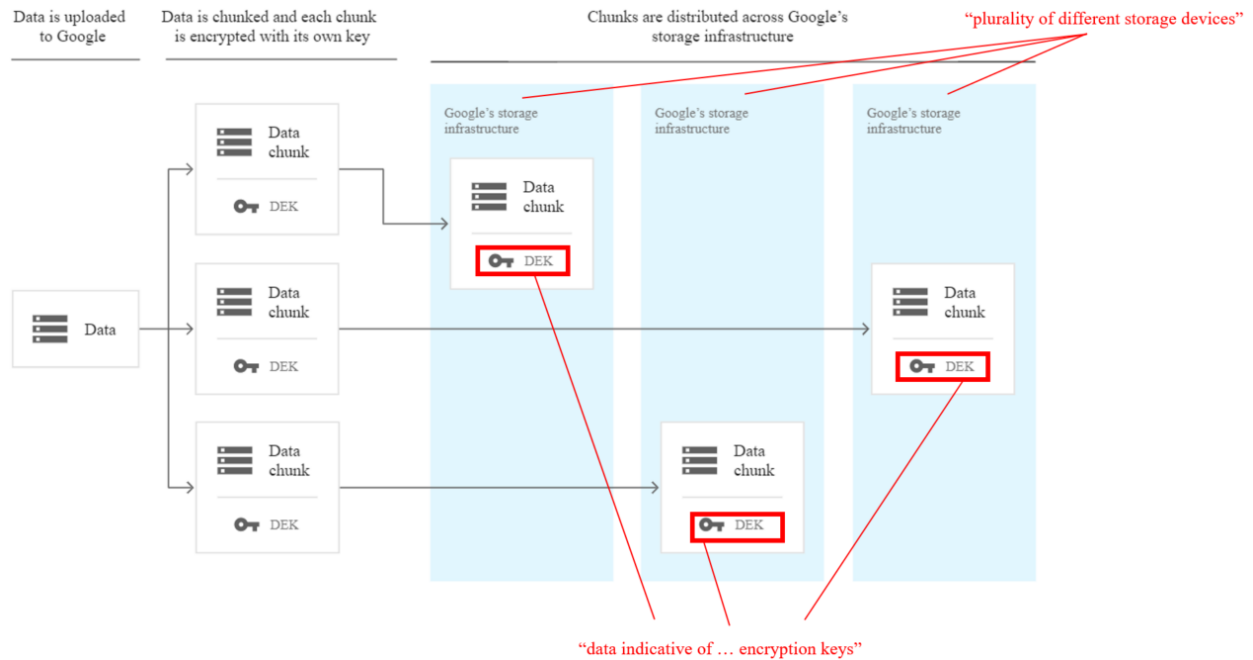 Data is uploaded
to Google
Data is chunked and each chunk
is encrypted with its own key
Chunks are distributed across Google's
storage infrastructure
“plurality of different storage devices”
Google's storage
infrastructure
Google's storage
infrastructure
Google's storage
infrastructure
Data
chunk
DEK
Data
chunk
DEK
Data
Data
chunk
DEK
Data
chunk
DEK
Data
chunk
DEK
Data
chunk
DEK
“data indicative of … encryption keys”